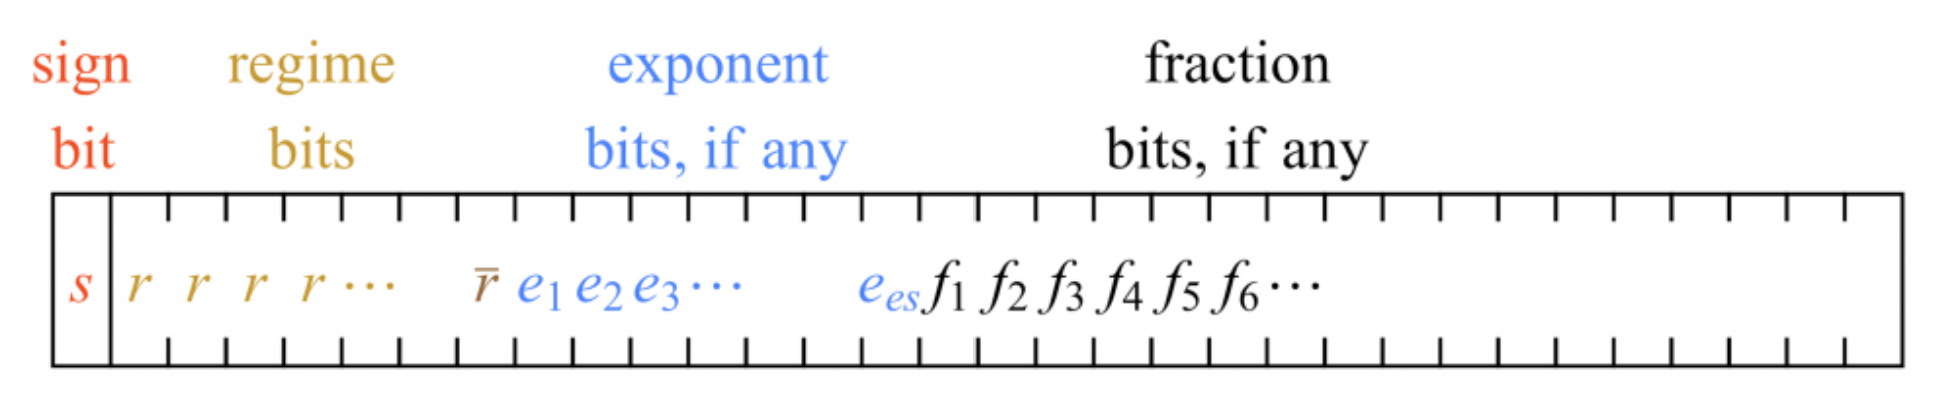 sign regime exponent fraction
bit bits bits, if any bits, if any
s r r r r ⋯ r̅ e₁ e₂ e₃ ⋯ eₑₛ f₁ f₂ f₃ f₄ f₅ f₆ ⋯